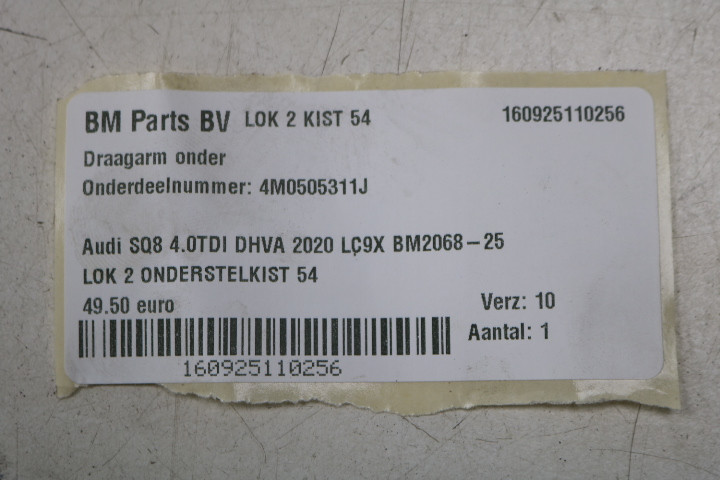 BM Parts BV LOK 2 KIST 54 160925110256
Draagarm onder
Onderdeelnummer: 4M0505311J
Audi SQ8 4.0TDI DHVA 2020 LÇ9X BM2068-25
LOK 2 ONDERSTELKIST 54
49.50 euro Verz: 10
Aantal: 1
160925110256